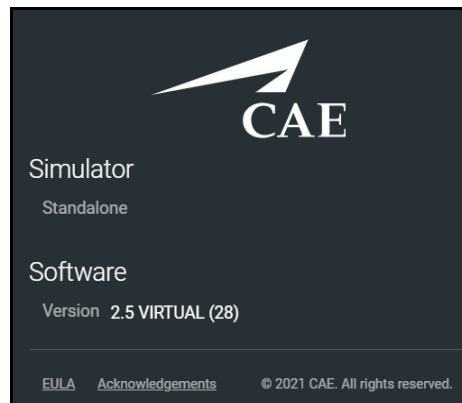 CAE
Simulator
Standalone
Software
Version 2.5 VIRTUAL (28)
EULA Acknowledgements © 2021 CAE. All rights reserved.